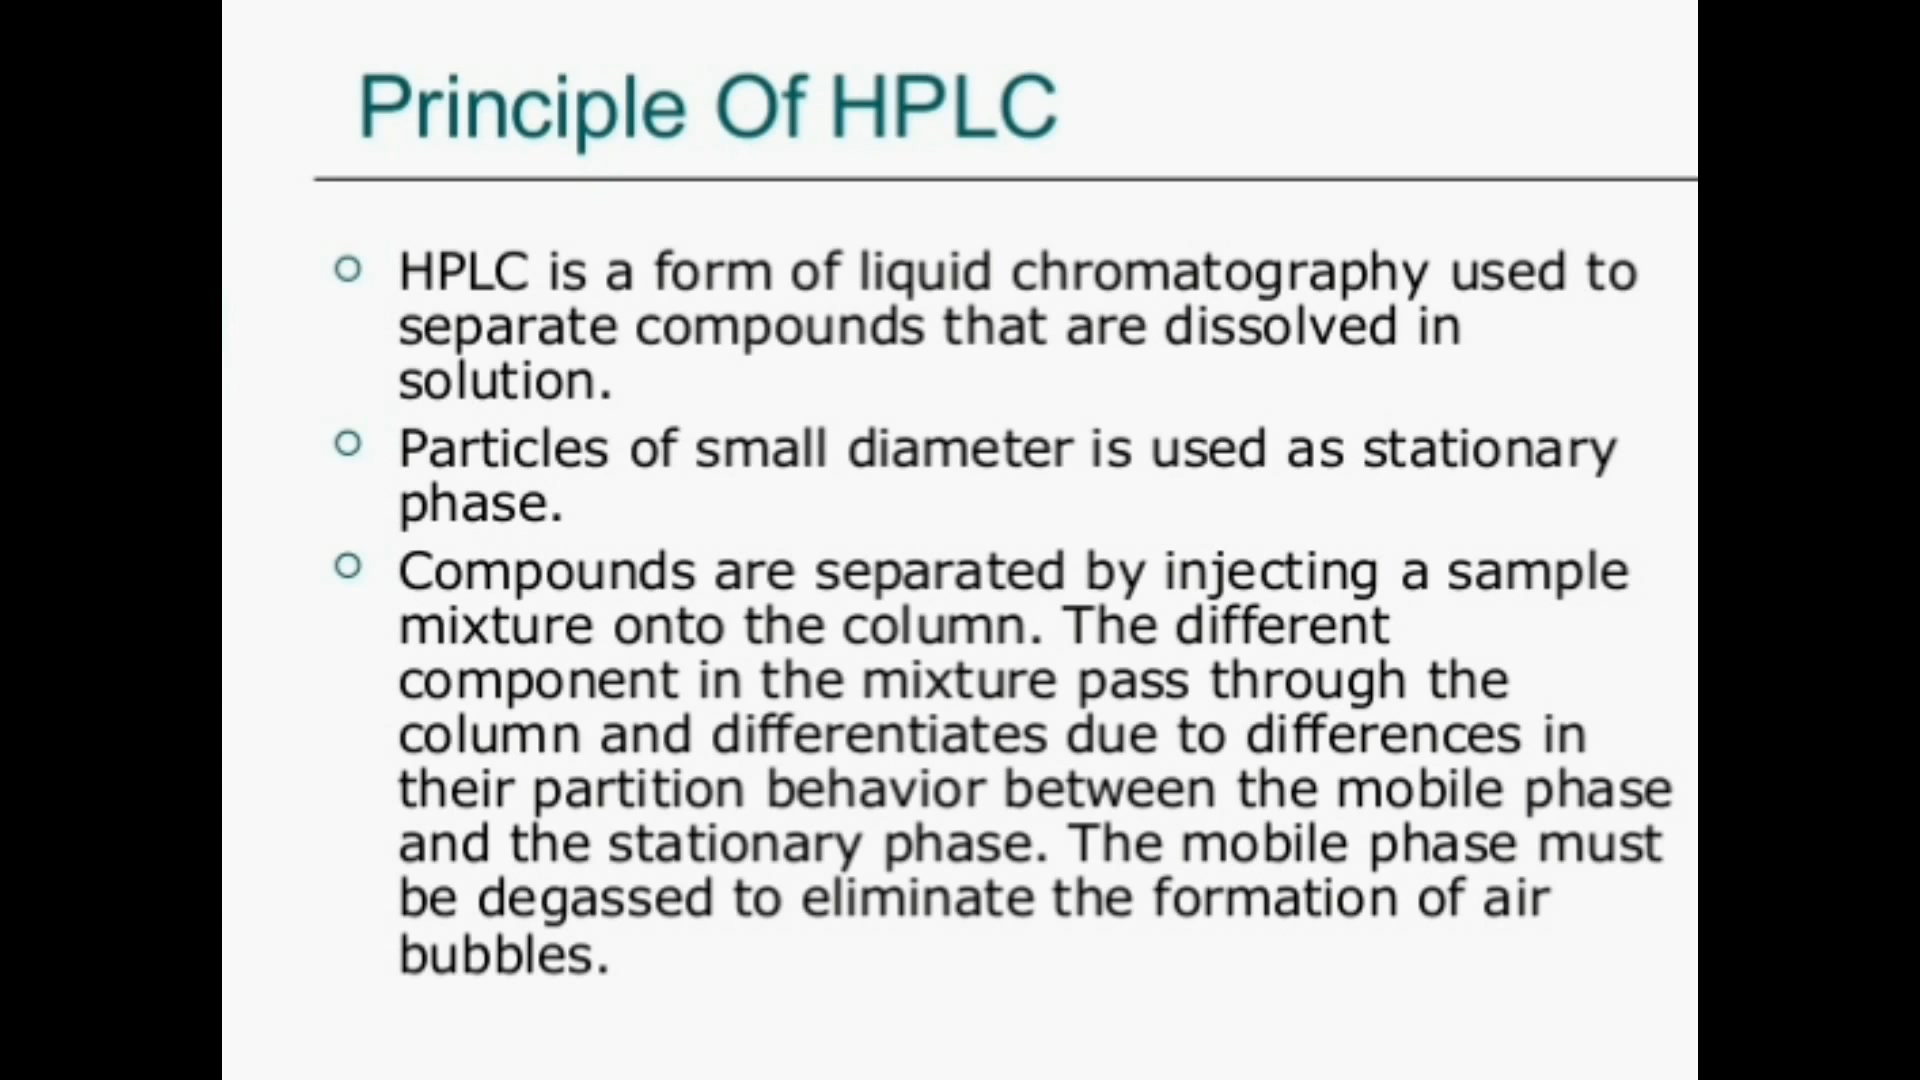 Principle Of HPLC
HPLC is a form of liquid chromatography used to
separate compounds that are dissolved in
solution.
Particles of small diameter is used as stationary
phase.
Compounds are separated by injecting a sample
mixture onto the column. The different
component in the mixture pass through the
column and differentiates due to differences in
their partition behavior between the mobile phase
and the stationary phase. The mobile phase must
be degassed to eliminate the formation of air
bubbles.